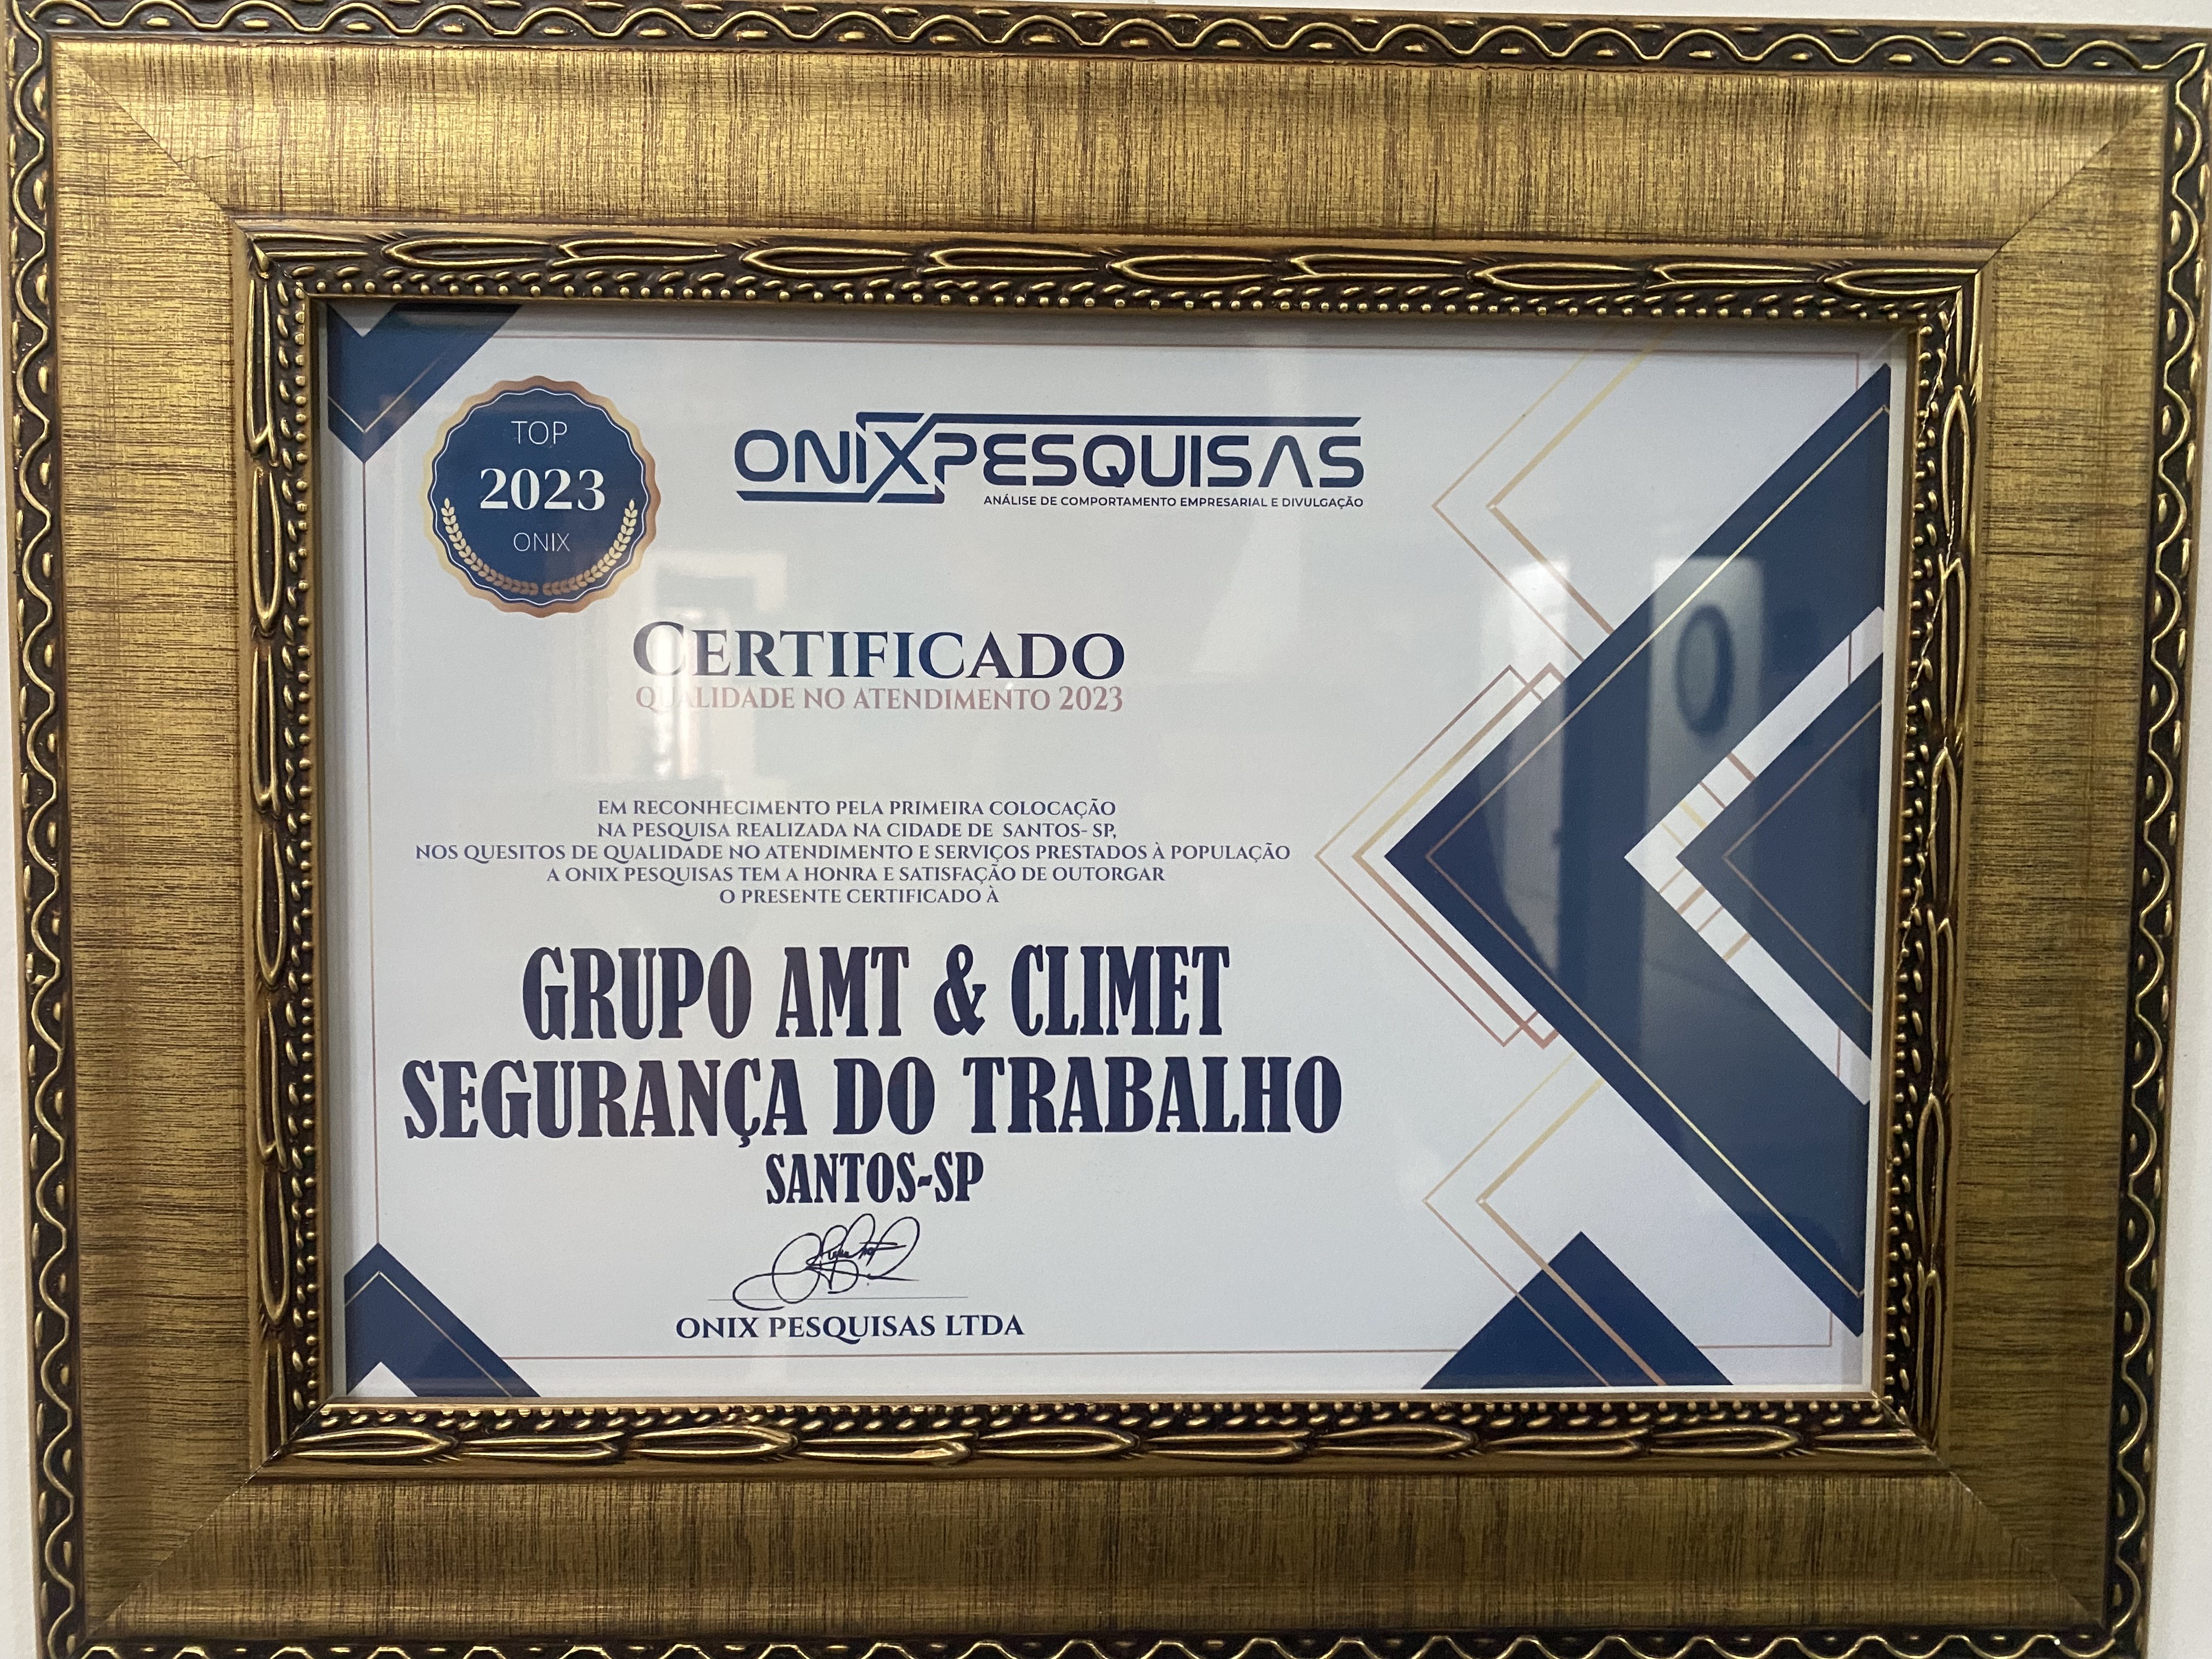 TOP
2023
ONIX
ONIXPESQUISAS
ANÁLISE DE COMPORTAMENTO EMPRESARIAL E DIVULGAÇÃO
CERTIFICADO
QUALIDADE NO ATENDIMENTO 2023
EM RECONHECIMENTO PELA PRIMEIRA COLOCAÇÃO
NA PESQUISA REALIZADA NA CIDADE DE SANTOS- SP,
NOS QUESITOS DE QUALIDADE NO ATENDIMENTO E SERVIÇOS PRESTADOS À POPULAÇÃO
A ONIX PESQUISAS TEM A HONRA E SATISFAÇÃO DE OUTORGAR
O PRESENTE CERTIFICADO À
GRUPO AMT & CLIMET
SEGURANÇA DO TRABALHO
SANTOS-SP
ONIX PESQUISAS LTDA